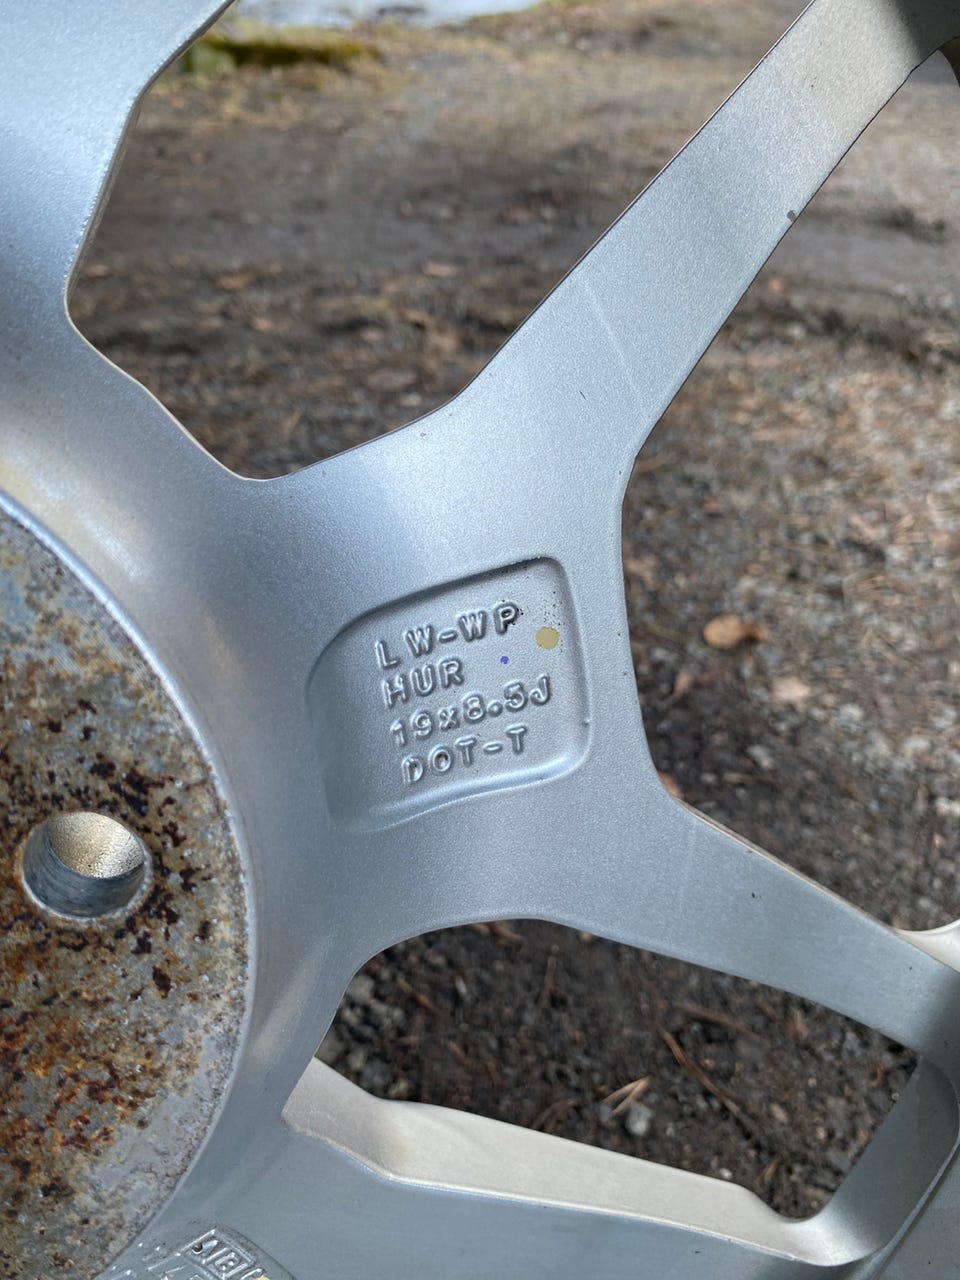 LW-WP
HUR
19x8.5J
DOT-T